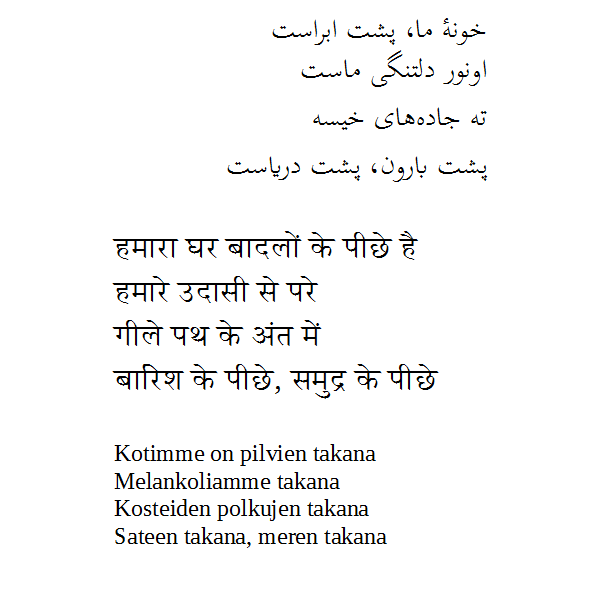 خونهٔ ما، پشت ابراست
اونور دلتنگی ماست
ته جاده‌های خیسه
پشت بارون، پشت دریاست
हमारा घर बादलों के पीछे है
हमारे उदासी से परे
गीले पथ के अंत में
बारिश के पीछे, समुद्र के पीछे
Kotimme on pilvien takana
Melankoliamme takana
Kosteiden polkujen takana
Sateen takana, meren takana